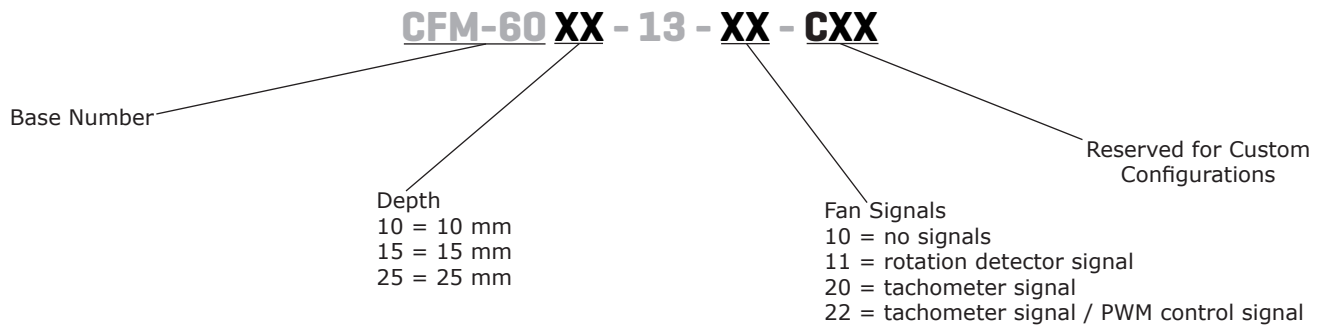 CFM-60 XX - 13 - XX - CXX
Base Number
Reserved for Custom
Configurations
Depth
10 = 10 mm
15 = 15 mm
25 = 25 mm
Fan Signals
10 = no signals
11 = rotation detector signal
20 = tachometer signal
22 = tachometer signal / PWM control signal